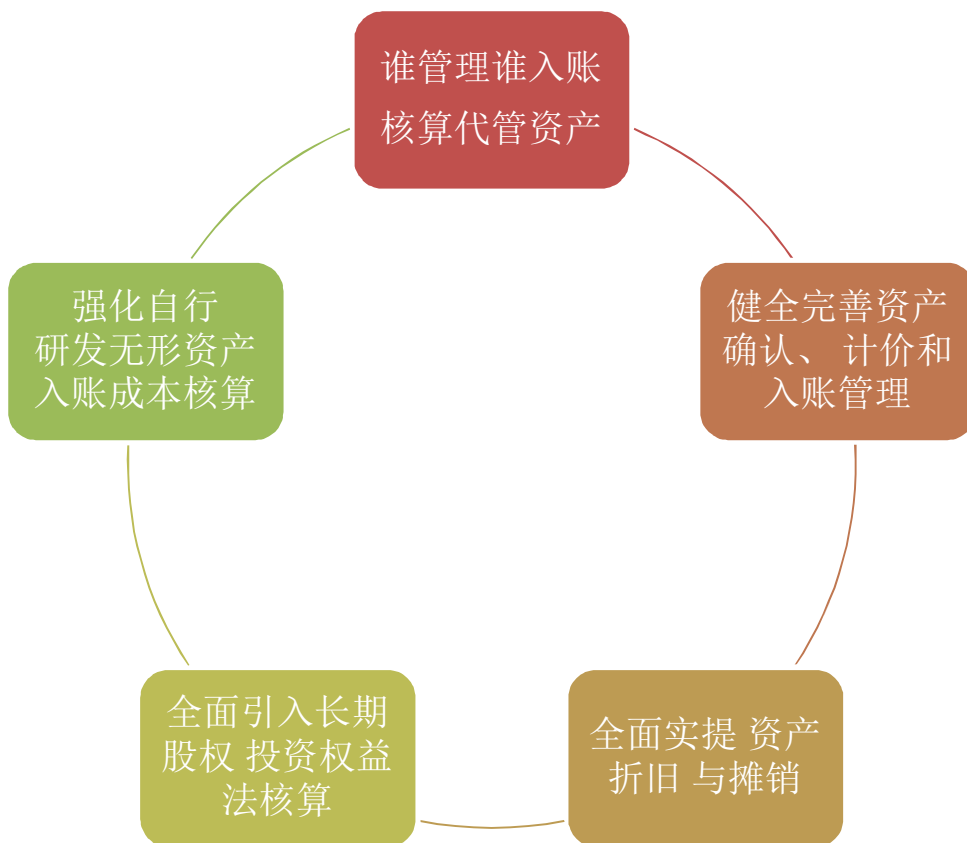 谁管理谁入账
核算代管资产
健全完善资产
确认、 计价和
入账管理
全面实提 资产
折旧 与摊销
全面引入长期
股权 投资权益
法核算
强化自行
研发无形资产
入账成本核算